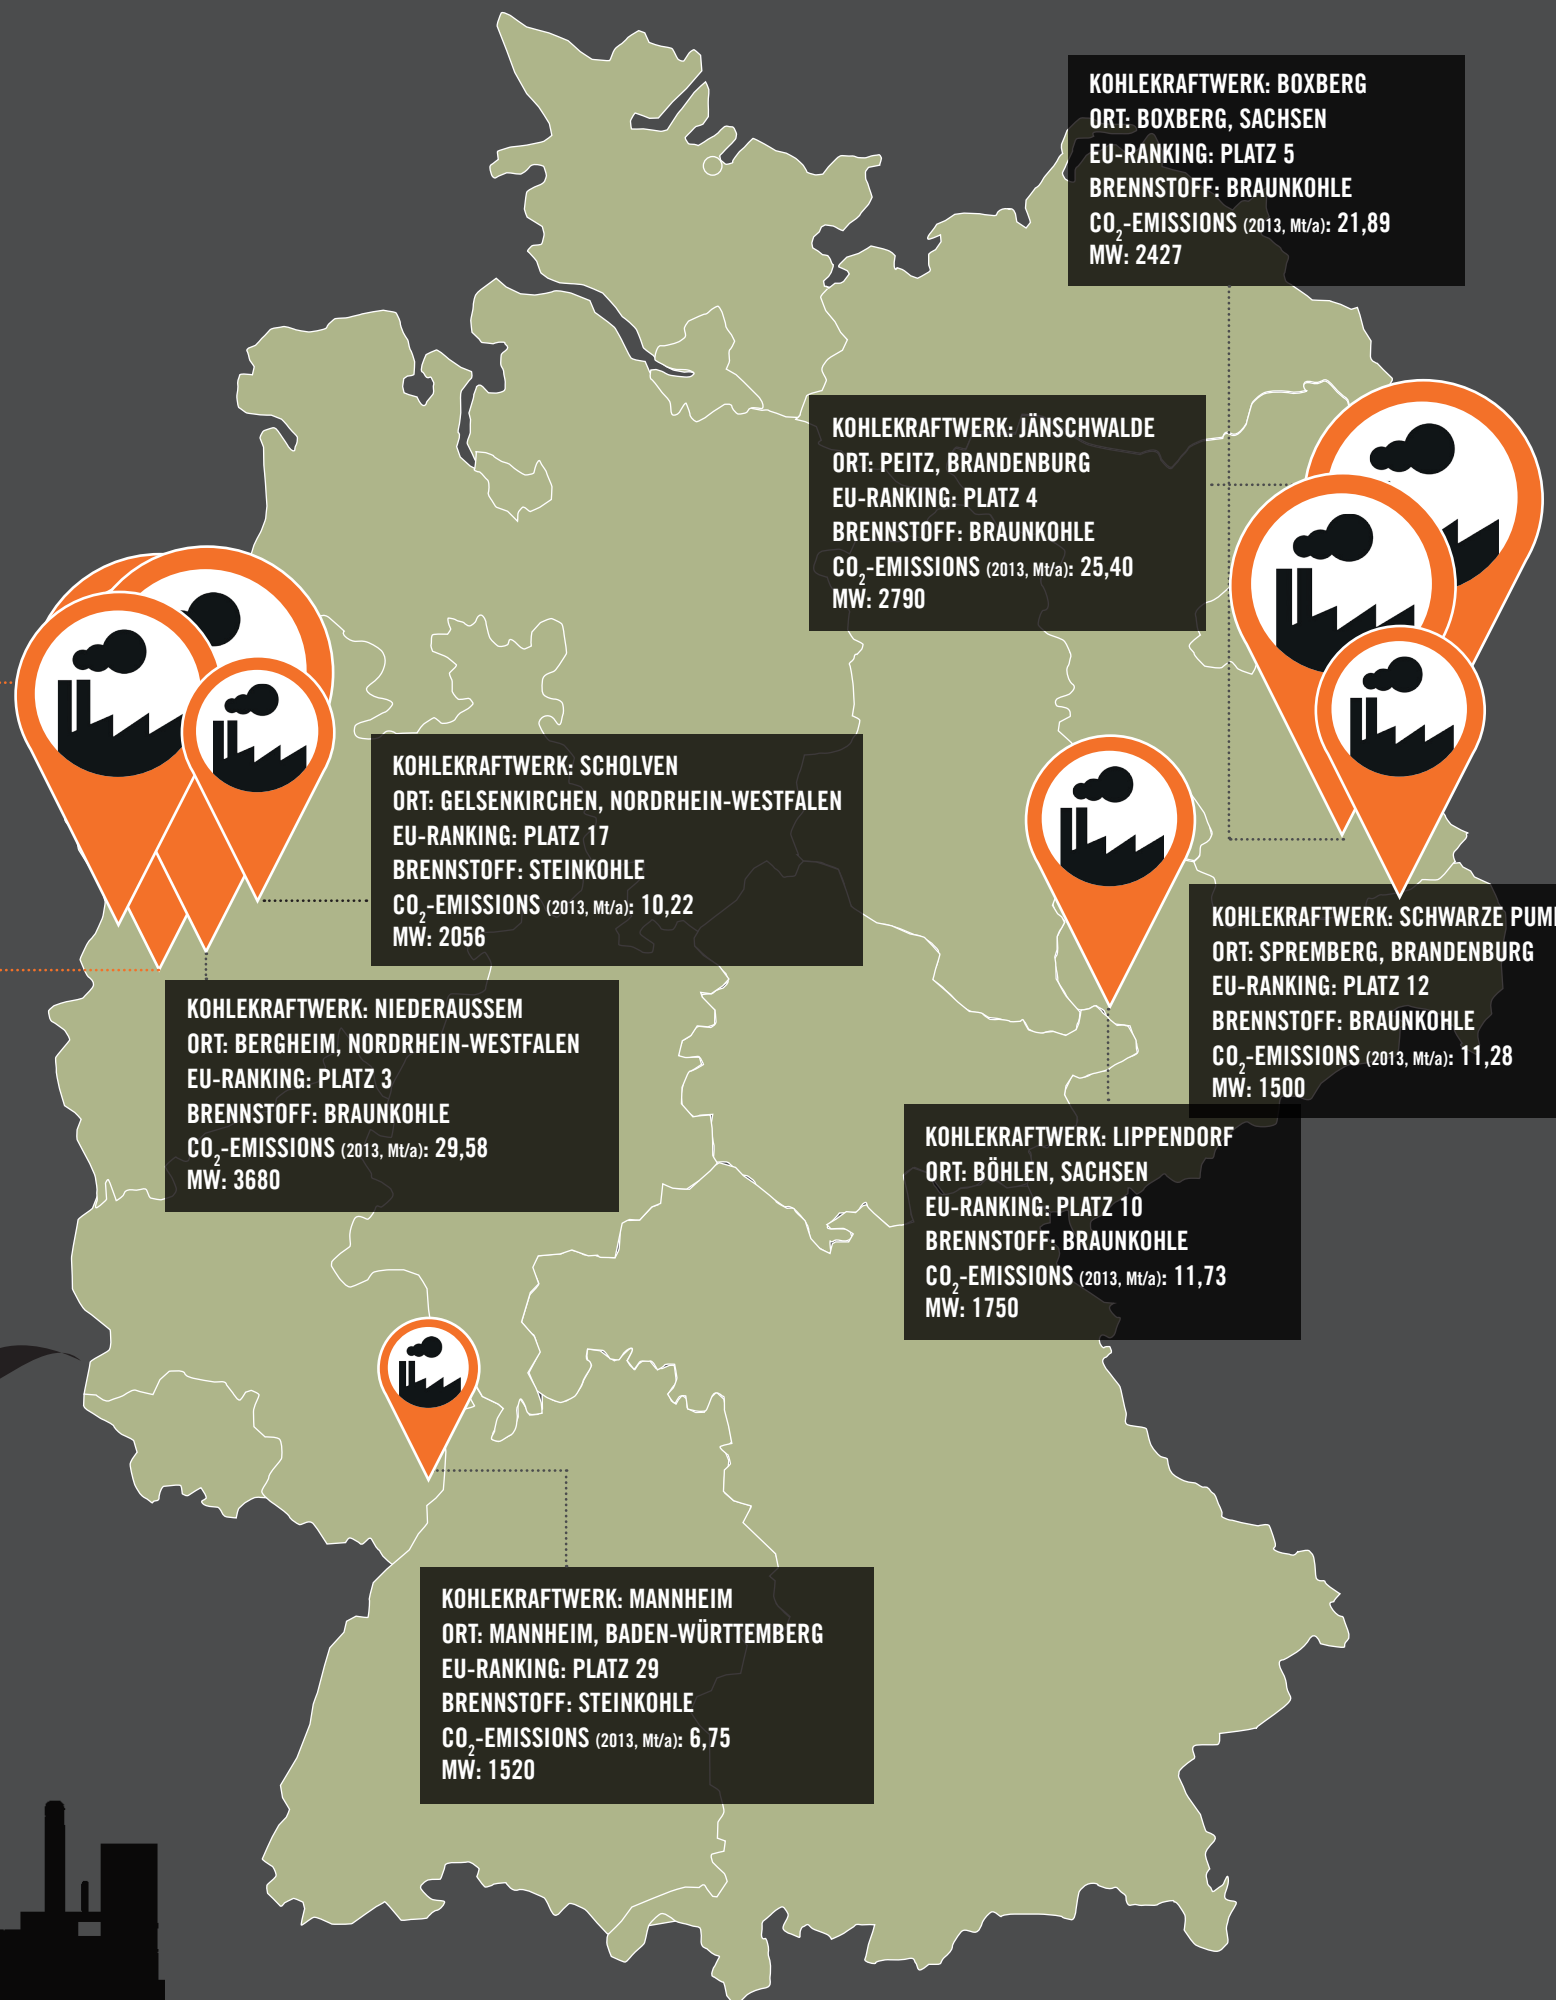 KOHLEKRAFTWERK: BOXBERG
ORT: BOXBERG, SACHSEN
EU-RANKING: PLATZ 5
BRENNSTOFF: BRAUNKOHLE
CO₂-EMISSIONS (2013, Mt/a): 21,89
MW: 2427
KOHLEKRAFTWERK: JÄNSCHWALDE
ORT: PEITZ, BRANDENBURG
EU-RANKING: PLATZ 4
BRENNSTOFF: BRAUNKOHLE
CO₂-EMISSIONS (2013, Mt/a): 25,40
MW: 2790
KOHLEKRAFTWERK: SCHOLVEN
ORT: GELSENKIRCHEN, NORDRHEIN-WESTFALEN
EU-RANKING: PLATZ 17
BRENNSTOFF: STEINKOHLE
CO₂-EMISSIONS (2013, Mt/a): 10,22
MW: 2056
KOHLEKRAFTWERK: SCHWARZE
ORT: SPREMBERG, BRANDENBURG
EU-RANKING: PLATZ 12
BRENNSTOFF: BRAUNKOHLE
CO₂-EMISSIONS (2013, Mt/a): 11,28
MW: 1500
KOHLEKRAFTWERK: NIEDERAUSSEM
ORT: BERGHEIM, NORDRHEIN-WESTFALEN
EU-RANKING: PLATZ 3
BRENNSTOFF: BRAUNKOHLE
CO₂-EMISSIONS (2013, Mt/a): 29,58
MW: 3680
KOHLEKRAFTWERK: LIPPENDORF
ORT: BÖHLEN, SACHSEN
EU-RANKING: PLATZ 10
BRENNSTOFF: BRAUNKOHLE
CO₂-EMISSIONS (2013, Mt/a): 11,73
MW: 1750
KOHLEKRAFTWERK: MANNHEIM
ORT: MANNHEIM, BADEN-WÜRTTEMBERG
EU-RANKING: PLATZ 29
BRENNSTOFF: STEINKOHLE
CO₂-EMISSIONS (2013, Mt/a): 6,75
MW: 1520